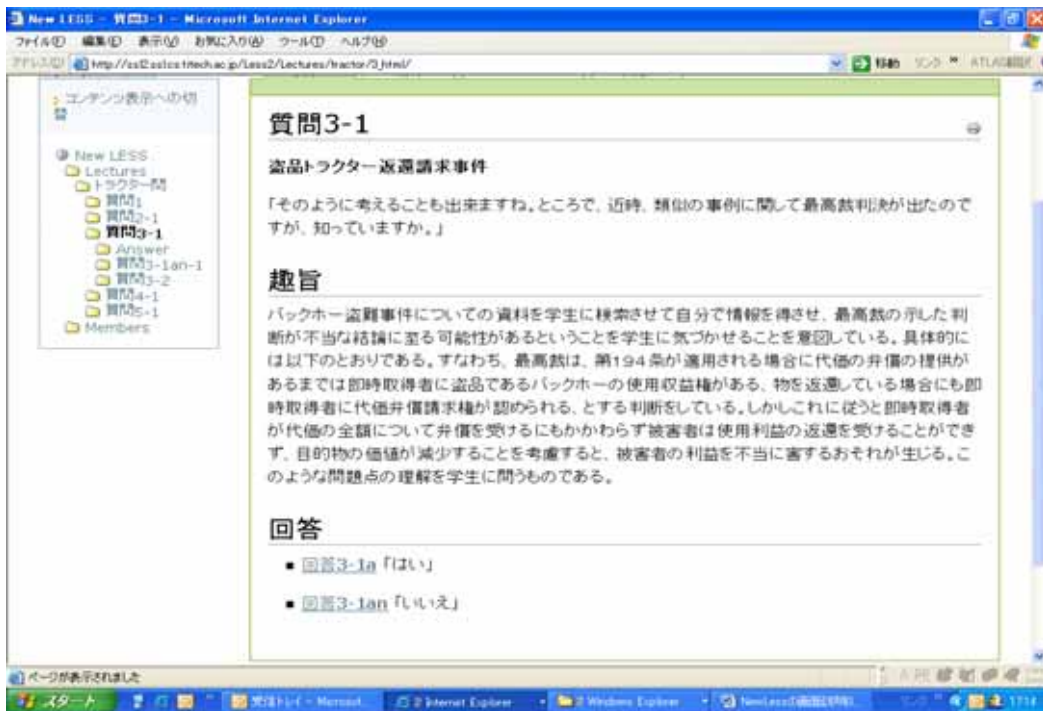 New LESS - 質問3-1 - Microsoft Internet Explorer
ファイル(F) 編集(E) 表示(V) お気に入り(A) ツール(T) ヘルプ(H)
移動 リンク
コンテンツ表示への切
替
New LESS
Lectures
トラクター問
質問1
質問2-1
質問3-1
Answer
質問3-1an-1
質問3-2
質問4-1
質問5-1
Members
質問3-1
盗品トラクター返還請求事件
「そのように考えることも出来ますね。ところで、近時、類似の事例に関して最高裁判決が出たので
すが、知っていますか。」
趣旨
バックホー盗難事件についての資料を学生に検索させて自分で情報を得させ、最高裁の示した判
断が不当な結論に至る可能性があるということを学生に気づかせることを意図している。具体的に
は以下のとおりである。すなわち、最高裁は、第194条が適用される場合に代価の弁償の提供が
あるまでは即時取得者に盗品であるバックホーの使用収益権がある、物を返還している場合にも即
時取得者に代価弁償請求権が認められる、とする判断をしている。しかしこれに従うと即時取得者
が代価の全額について弁償を受けるにもかかわらず被害者は使用利益の返還を受けることができ
ず、目的物の価値が減少することを考慮すると、被害者の利益を不当に害するおそれが生じる。こ
のような問題点の理解を学生に問うものである。
回答
回答3-1a「はい」
回答3-1an「いいえ」
ページが表示されました
スタート 受信トレイ - Microsoft 2 Internet Explorer 2 Windows Explorer 17:14